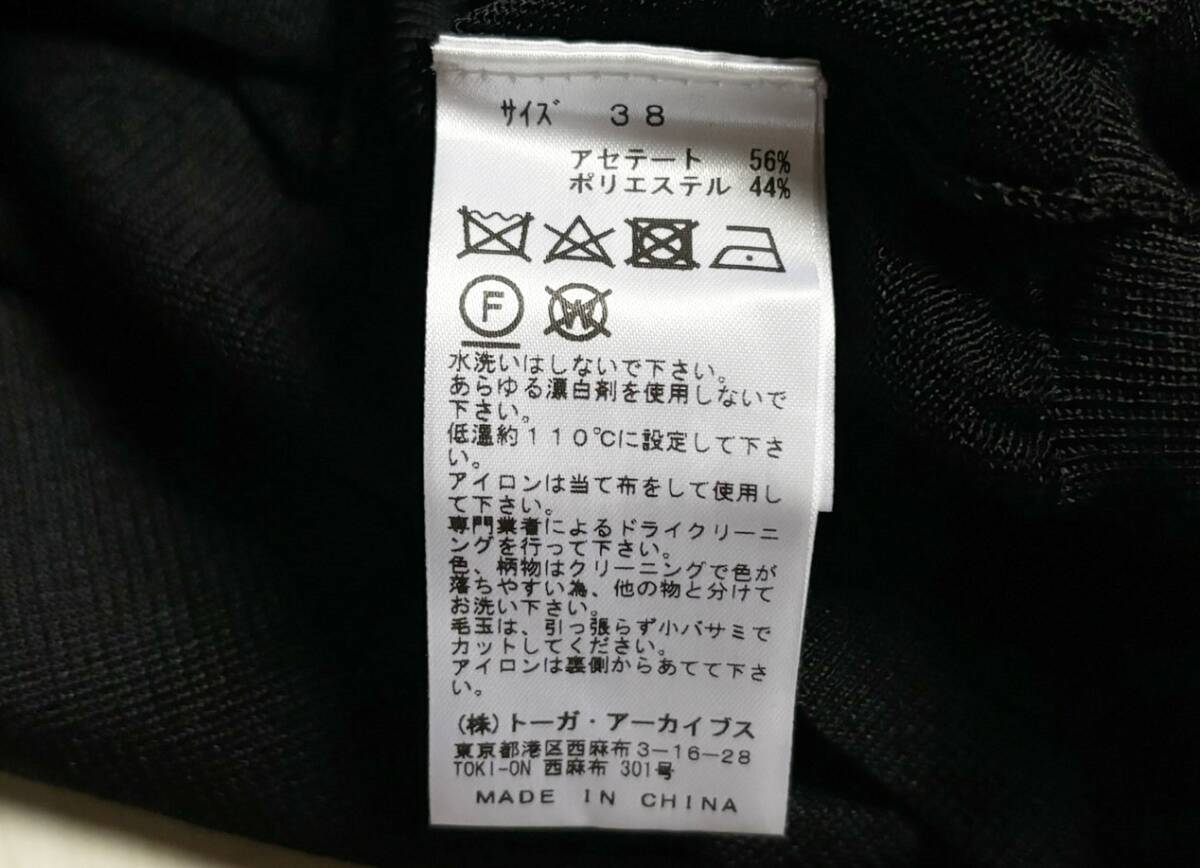 サイズ 38
アセテート 56%
ポリエステル 44%
F W
水洗いはしないで下さい。
あらゆる漂白剤を使用しないで
下さい。
低温約110℃に設定して下さ
い。
アイロンは当て布をして使用し
て下さい。
専門業者によるドライクリーニ
ングを行って下さい。
色、柄物はクリーニングで色が
落ちやすい為、他の物と分けて
お洗い下さい。
毛玉は、引っ張らず小バサミで
カットしてください。
アイロンは裏側からあてて下さ
い。
(株)トーガ・アーカイブス
東京都港区西麻布3-16-28
TOKI-ON 西麻布 301号
MADE IN CHINA